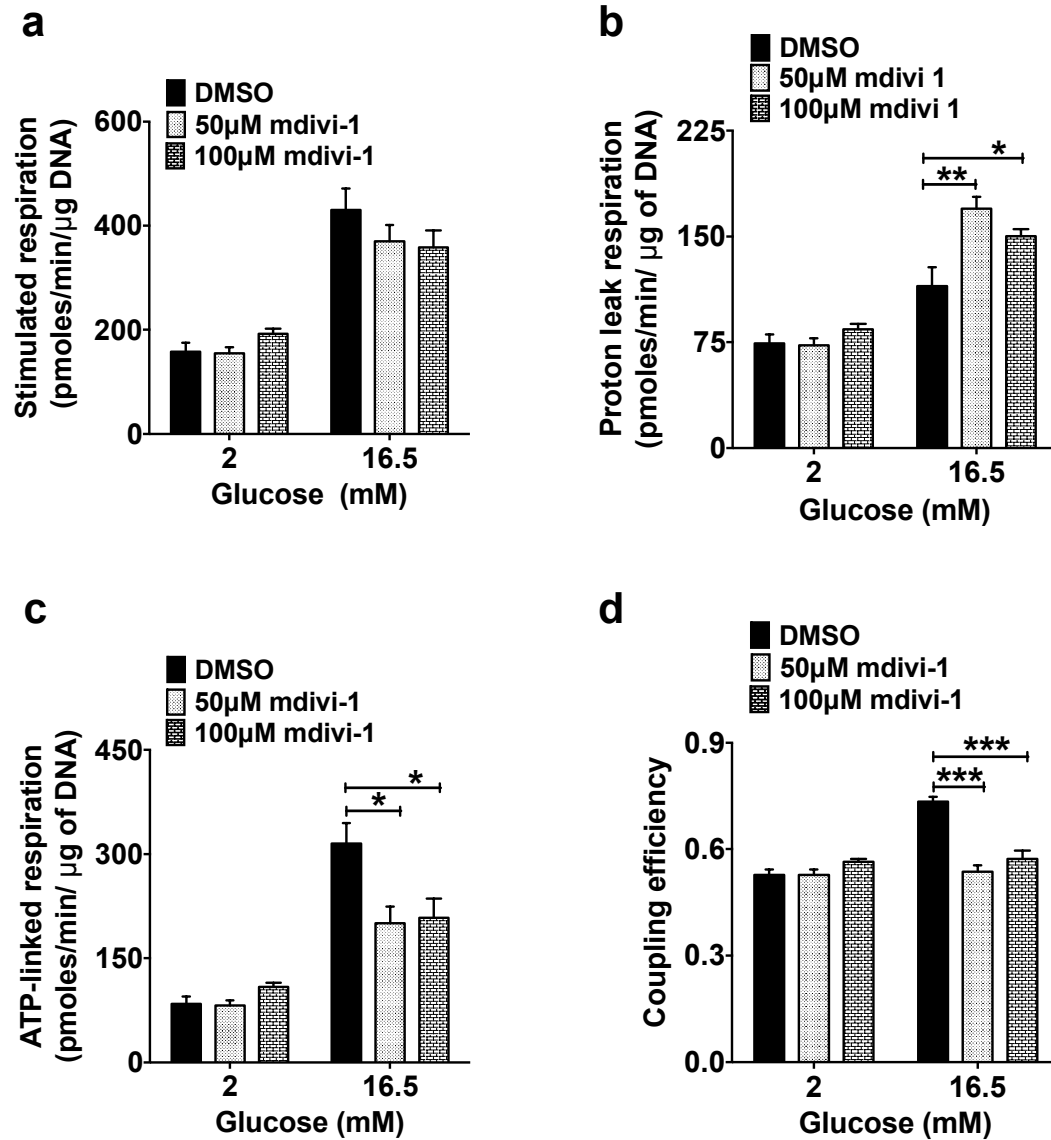 a
DMSO
50µM mdivi-1
100µM mdivi-1
Stimulated respiration
(pmoles/min/µg DNA)
600
400
200
0
2
16.5
Glucose (mM)
b
DMSO
50µM mdivi 1
100µM mdivi 1
Proton leak respiration
(pmoles/min/ µg of DNA)
225
150
75
0
*
**
2
16.5
Glucose (mM)
c
DMSO
50µM mdivi-1
100µM mdivi-1
ATP-linked respiration
(pmoles/min/ µg of DNA)
450
300
150
0
*
*
2
16.5
Glucose (mM)
d
DMSO
50µM mdivi-1
100µM mdivi-1
Coupling efficiency
0.9
0.6
0.3
0.0
***
***
2
16.5
Glucose (mM)